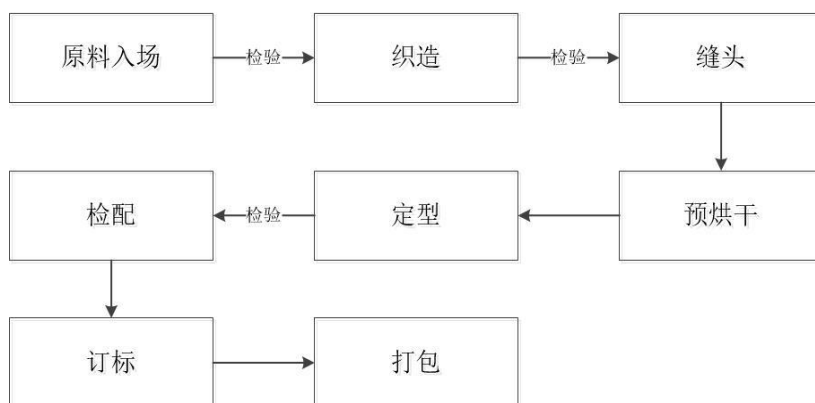 原料入场 检验 织造 检验 缝头
检配 检验 定型 预烘干
订标 打包